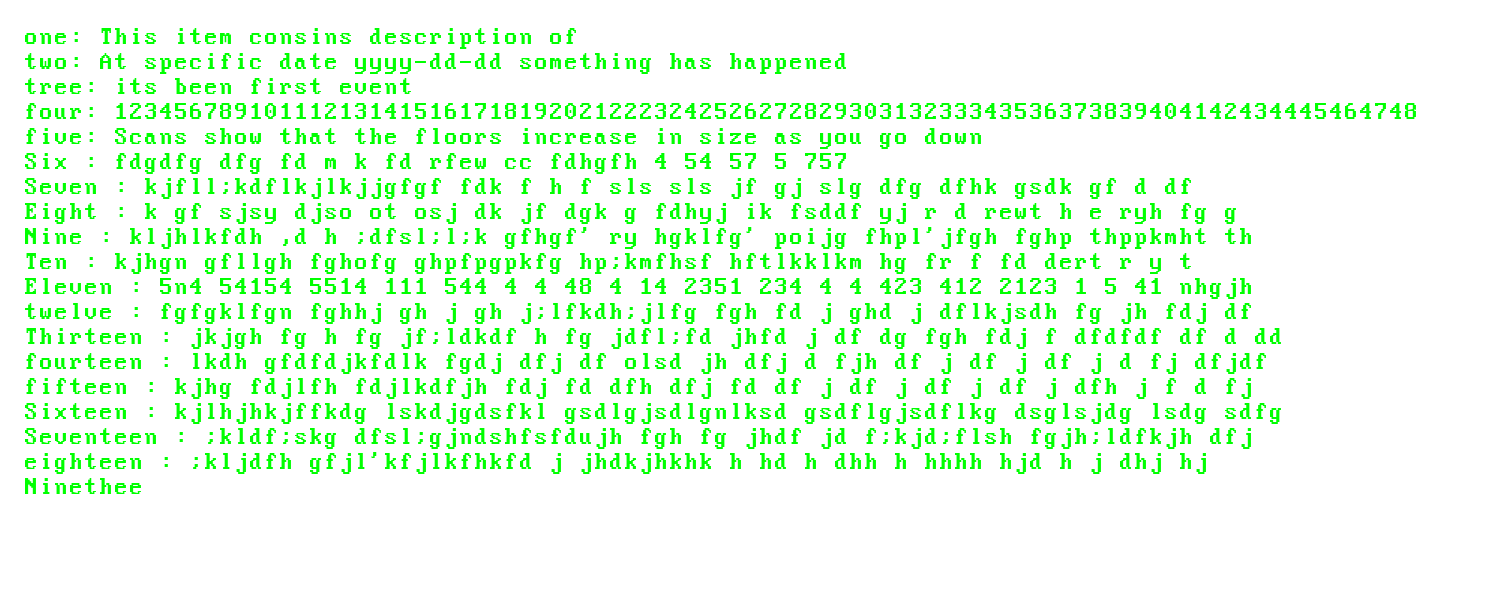 one: This item consins description of
two: At specific date yyyy-dd-dd something has happened
tree: its been first event
four: 123456789101112131415161718192021222324252627282930313233343536373839404142434445464748
five: Scans show that the floors increase in size as you go down
Six : fdgdfg dfg fd m k fd rfew cc fdhgfh 4 54 57 5 757
Seven : kjfll;kdflkjlkjjgfgf fdk f h f sls sls jf gj slg dfg dfhk gsdk gf d df
Eight : k gf sjsy djso ot osj dk jf dgk g fdhyj ik fsddf yj r d rewt h e ryh fg g
Nine : kljhlkfdh ,d h ;dfsl;l;k gfhgf' ry hgklfg' poijg fhpl'jfgh fghp thppkmht th
Ten : kjhgn gfllgh fghofg ghpfpgpkfg hp;kmfhsf hftlkklkm hg fr f fd dert r y t
Eleven : 5n4 54154 5514 111 544 4 4 48 4 14 2351 234 4 4 423 412 2123 1 5 41 nhgjh
twelve : fgfgklfgn fghhj gh j gh j;lfkdh;jlfg fgh fd j ghd j dflkjsdh fg jh fdj df
Thirteen : jkjgh fg h fg jf;ldkdf h fg jdfl;fd jhfd j df dg fgh fdj f dfdfdf df d dd
fourteen : lkdh gfdfdjkfdlk fgdj dfj df olsd jh dfj d fjh df j df j df j d fj dfjdf
fifteen : kjhg fdjlfh fdjlkdfjh fdj fd dfh dfj fd df j df j df j df j dfh j f d fj
Sixteen : kjlhjhkjffkdg lskdjgdsfkl gsdlgjsdlgnlksd gsdflgjsdflkg dsglsjdg lsdg sdfg
Seventeen : ;kldf;skg dfsl;gjndshfsfdujh fgh fg jhdf jd f;kjd;flsh fgjh;ldfkjh dfj
eighteen : ;kljdfh gfjl'kfjlkfhkfd j jhdkjhkhk h hd h dhh h hhhh hjd h j dhj hj
Ninethee